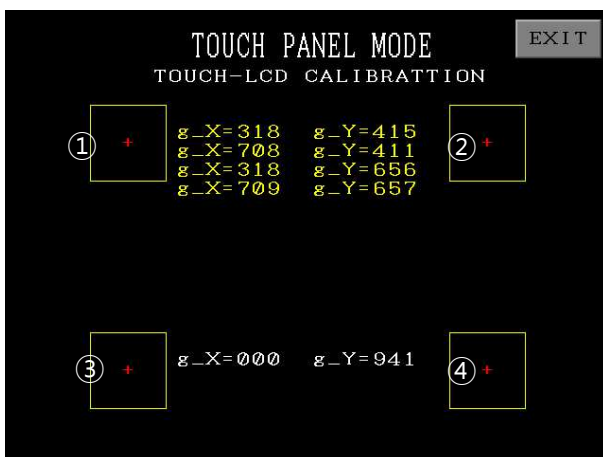 TOUCH PANEL MODE
EXIT
TOUCH-LCD CALIBRATTION
① g_X=318 g_Y=415 ②
g_X=708 g_Y=411
g_X=318 g_Y=656
g_X=709 g_Y=657
③ g_X=000 g_Y=941 ④